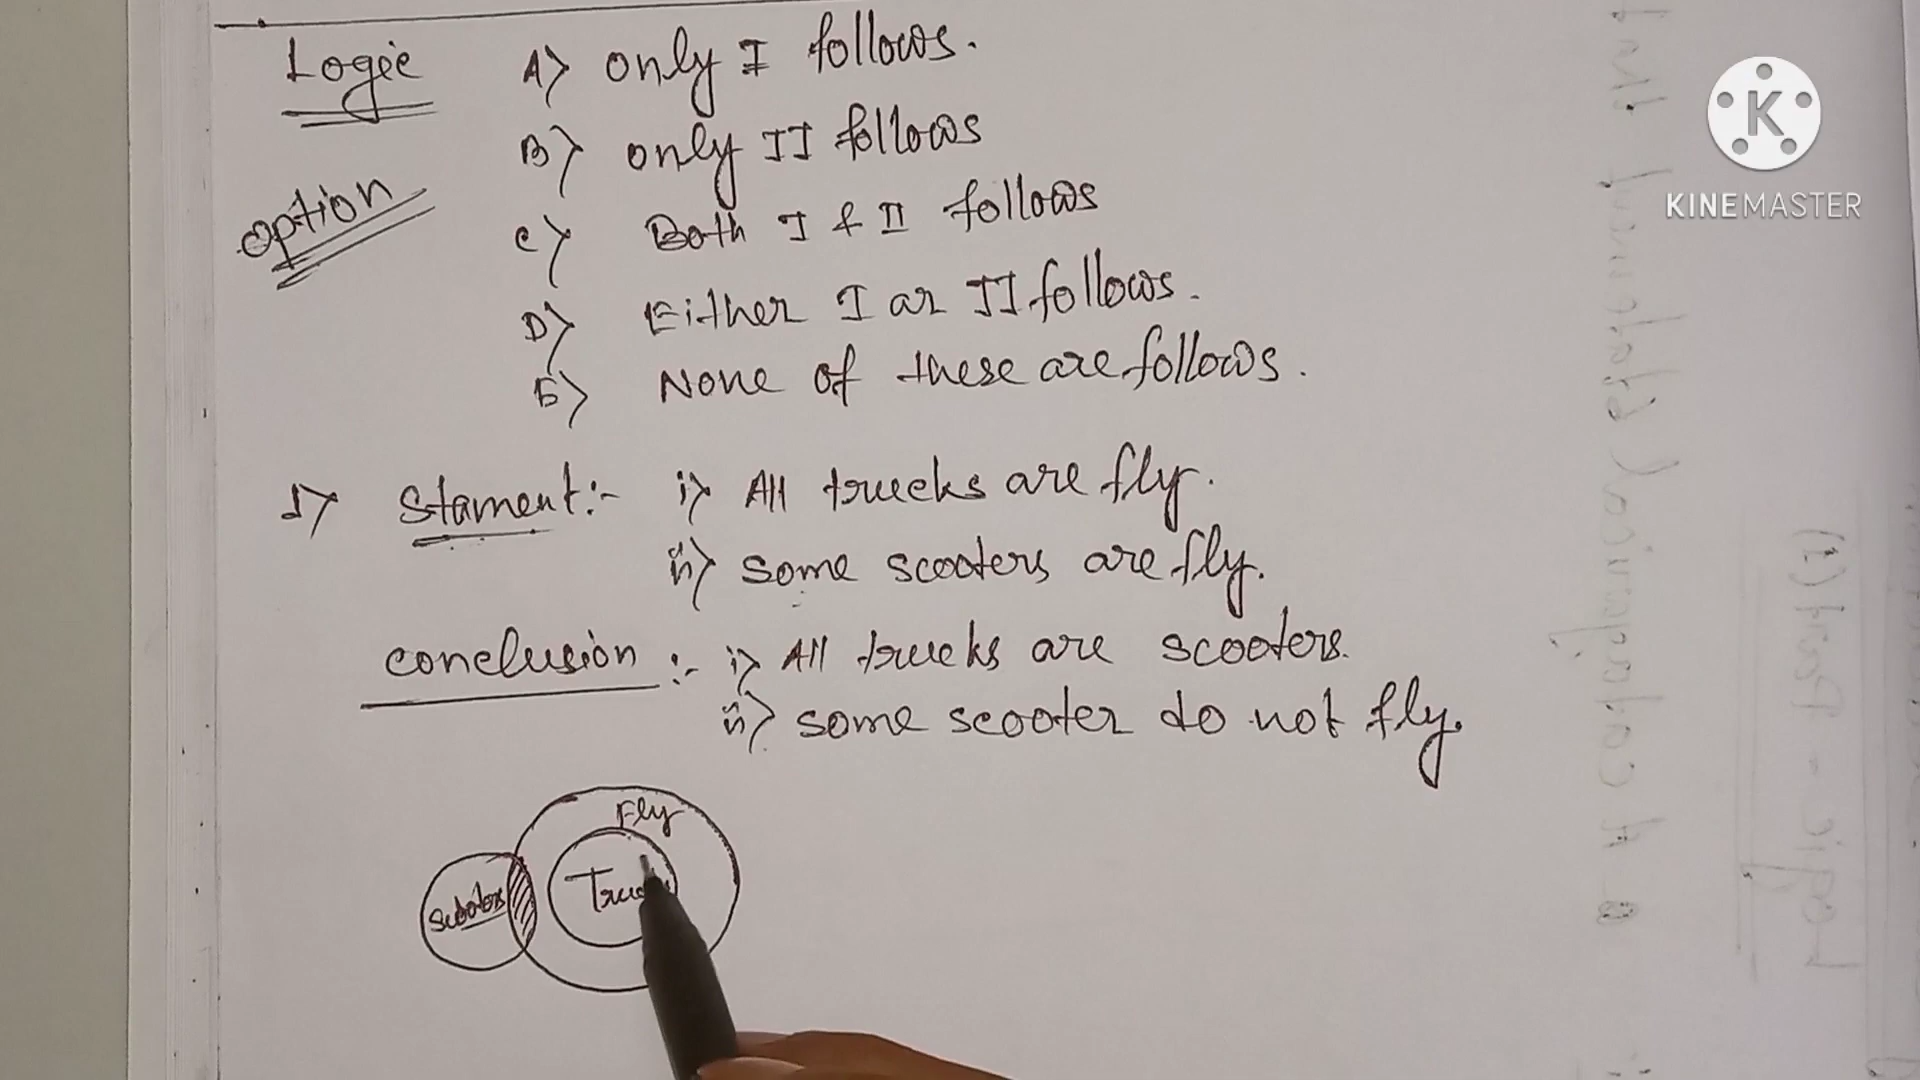 Logic A) only I follows.
B) only II follows
option
C) Both I & II follows
D) Either I ar II follows.
E) None of these are follows.
1) Stament:- i) All trucks are fly.
ii) some scooters are fly.
conclusion :- i) All trucks are scooters.
ii) some scooter do not fly.
Fly
scooters
KINEMASTER